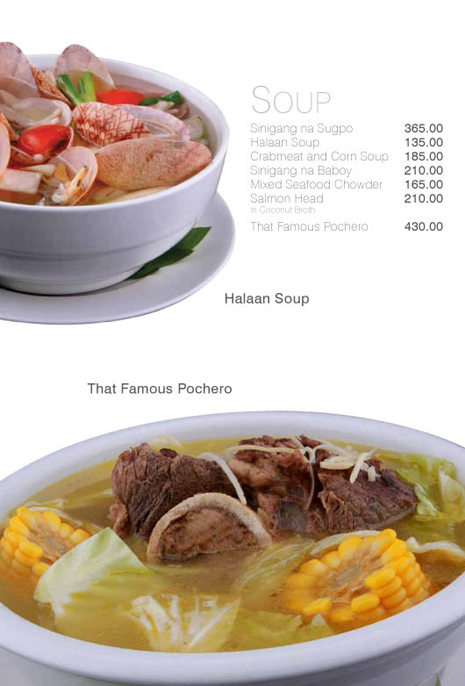 SOUP
Sinigang na Sugpo 365.00
Halaan Soup 135.00
Crabmeat and Corn Soup 185.00
Sinigang na Baboy 210.00
Mixed Seafood Chowder 165.00
Salmon Head 210.00
in Coconut Broth
That Famous Pochero 430.00
Halaan Soup
That Famous Pochero